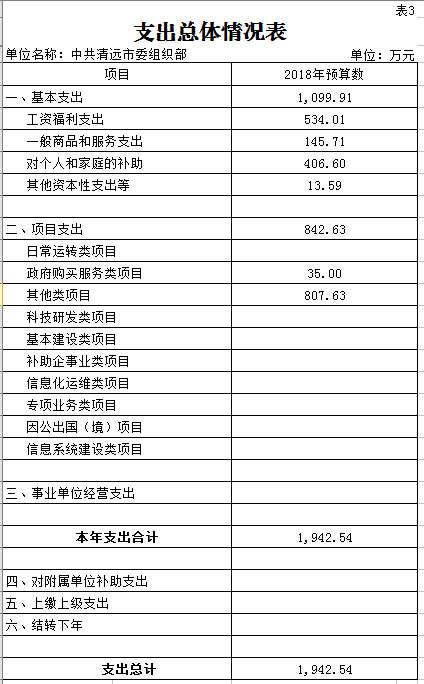 表3
支出总体情况表
单位名称：中共清远市委组织部 单位：万元
项目 2018年预算数
一、基本支出 1,099.91
工资福利支出 534.01
一般商品和服务支出 145.71
对个人和家庭的补助 406.60
其他资本性支出等 13.59
二、项目支出 842.63
日常运转类项目
政府购买服务类项目 35.00
其他类项目 807.63
科技研发类项目
基本建设类项目
补助企事业类项目
信息化运维类项目
专项业务类项目
因公出国（境）项目
信息系统建设类项目
三、事业单位经营支出
本年支出合计 1,942.54
四、对附属单位补助支出
五、上缴上级支出
六、结转下年
支出总计 1,942.54